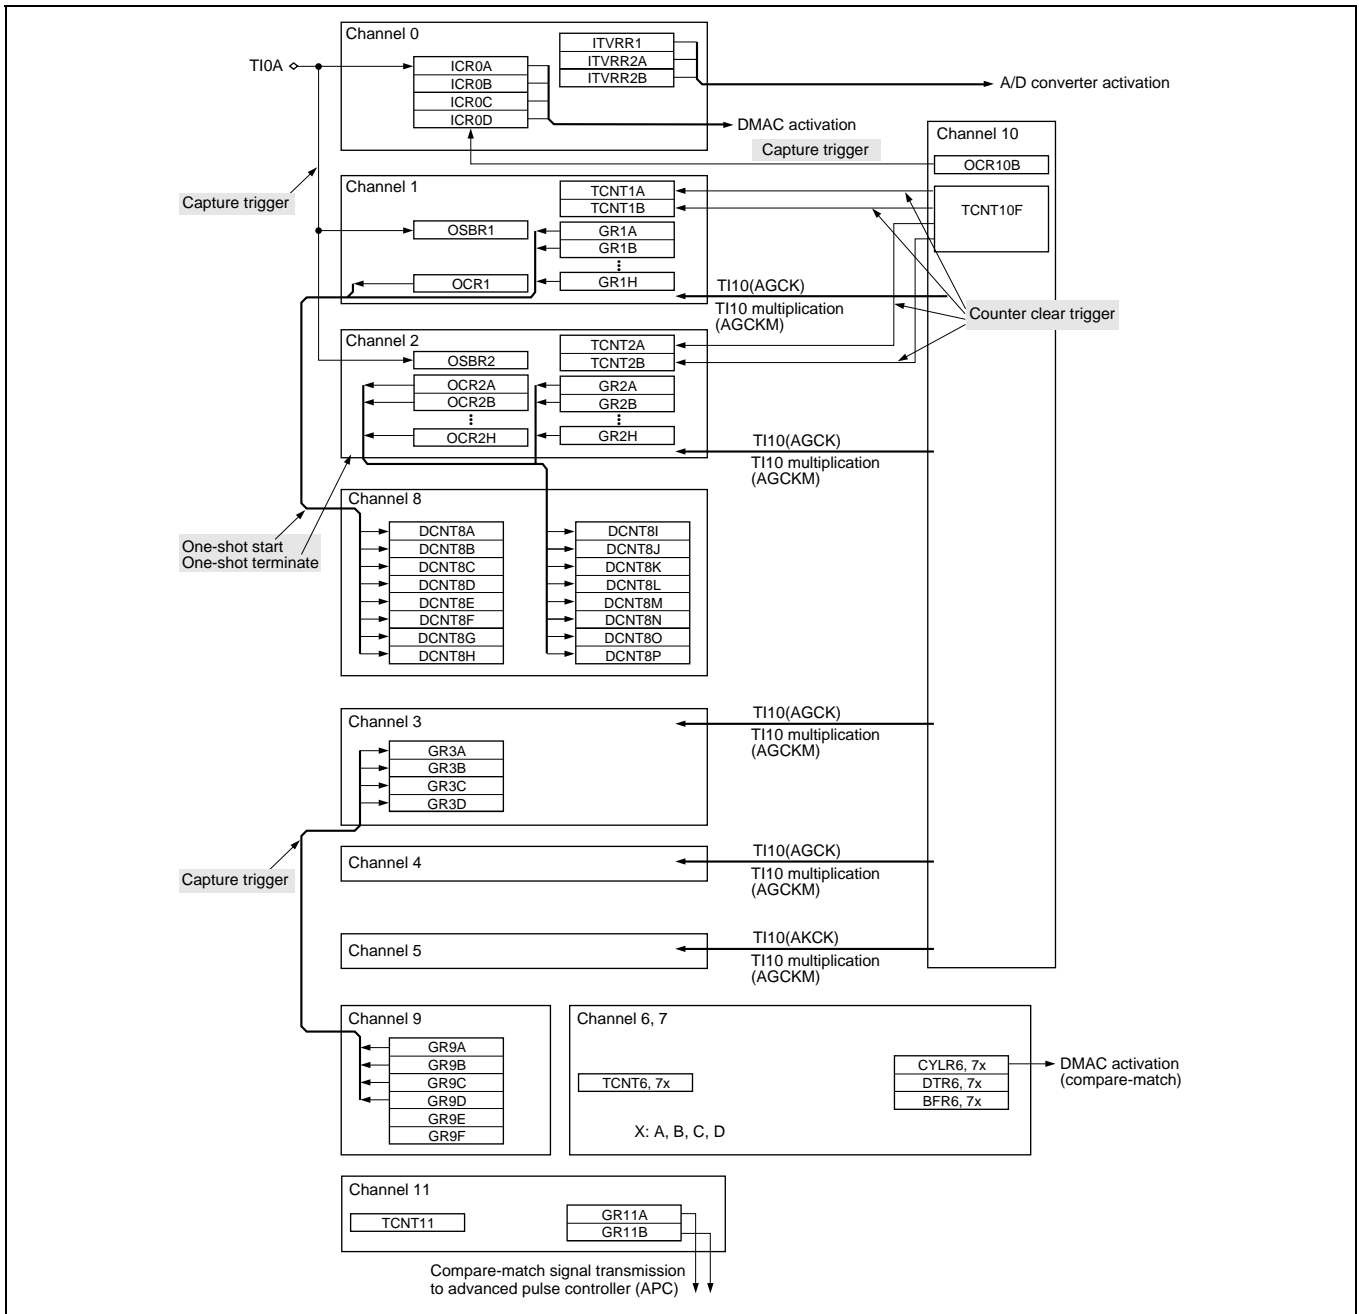 Channel 0
TI0A
ICR0A
ICR0B
ICR0C
ICR0D
ITVRR1
ITVRR2A
ITVRR2B
A/D converter activation
DMAC activation
Capture trigger
Channel 10
OCR10B
TCNT10F
Capture trigger
Channel 1
OSBR1
OCR1
TCNT1A
TCNT1B
GR1A
GR1B
GR1H
TI10(AGCK)
TI10 multiplication
(AGCKM)
Counter clear trigger
Channel 2
OSBR2
OCR2A
OCR2B
OCR2H
TCNT2A
TCNT2B
GR2A
GR2B
GR2H
TI10(AGCK)
TI10 multiplication
(AGCKM)
One-shot start
One-shot terminate
Channel 8
DCNT8A
DCNT8B
DCNT8C
DCNT8D
DCNT8E
DCNT8F
DCNT8G
DCNT8H
DCNT8I
DCNT8J
DCNT8K
DCNT8L
DCNT8M
DCNT8N
DCNT8O
DCNT8P
Channel 3
GR3A
GR3B
GR3C
GR3D
TI10(AGCK)
TI10 multiplication
(AGCKM)
Capture trigger
Channel 4
TI10(AGCK)
TI10 multiplication
(AGCKM)
Channel 5
TI10(AKCK)
TI10 multiplication
(AGCKM)
Channel 9
GR9A
GR9B
GR9C
GR9D
GR9E
GR9F
Channel 6, 7
TCNT6, 7x
X: A, B, C, D
CYLR6, 7x
DTR6, 7x
BFR6, 7x
DMAC activation
(compare-match)
Channel 11
TCNT11
GR11A
GR11B
Compare-match signal transmission
to advanced pulse controller (APC)